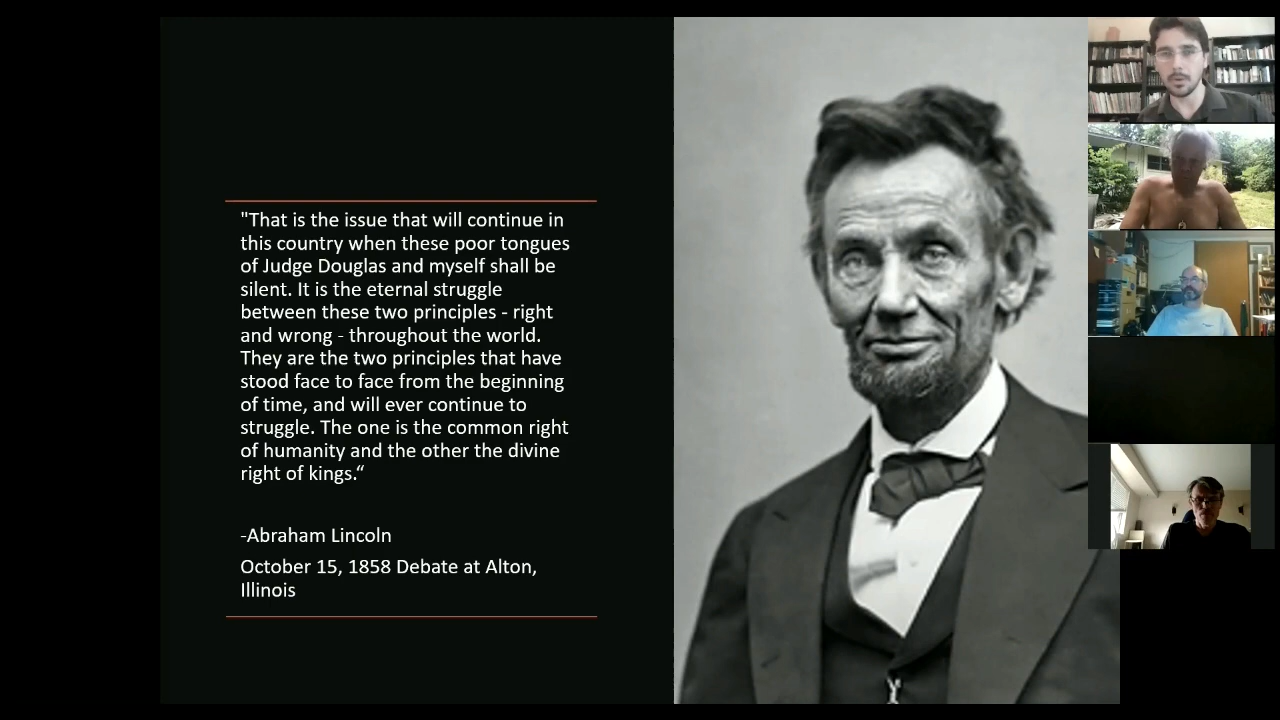 "That is the issue that will continue in
this country when these poor tongues
of Judge Douglas and myself shall be
silent. It is the eternal struggle
between these two principles - right
and wrong - throughout the world.
They are the two principles that have
stood face to face from the beginning
of time, and will ever continue to
struggle. The one is the common right
of humanity and the other the divine
right of kings.“
-Abraham Lincoln
October 15, 1858 Debate at Alton,
Illinois